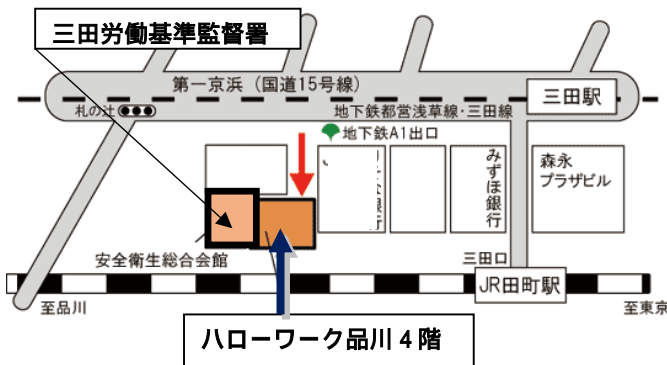 三田労働基準監督署
第一京浜（国道15号線）
三田駅
札の辻
地下鉄都営浅草線・三田線
地下鉄A1出口
みずほ銀行
森永
プラザビル
銀行
安全衛生総合会館
三田口
JR田町駅
至品川
至東京
ハローワーク品川４階